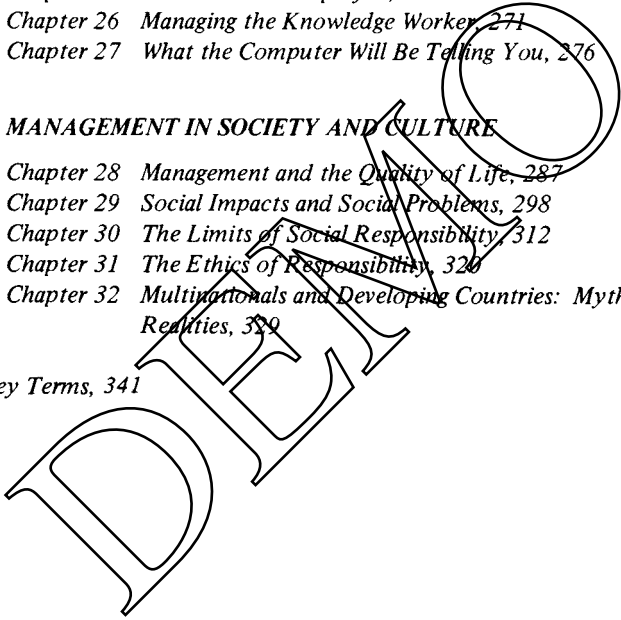 Chapter 26 Managing the Knowledge Worker, 271
Chapter 27 What the Computer Will Be Telling You, 276
MANAGEMENT IN SOCIETY AND CULTURE
Chapter 28 Management and the Quality of Life, 287
Chapter 29 Social Impacts and Social Problems, 298
Chapter 30 The Limits of Social Responsibility, 312
Chapter 31 The Ethics of Responsibility, 320
Chapter 32 Multinationals and Developing Countries: Myth
Realities, 329
ey Terms, 341
DEMO